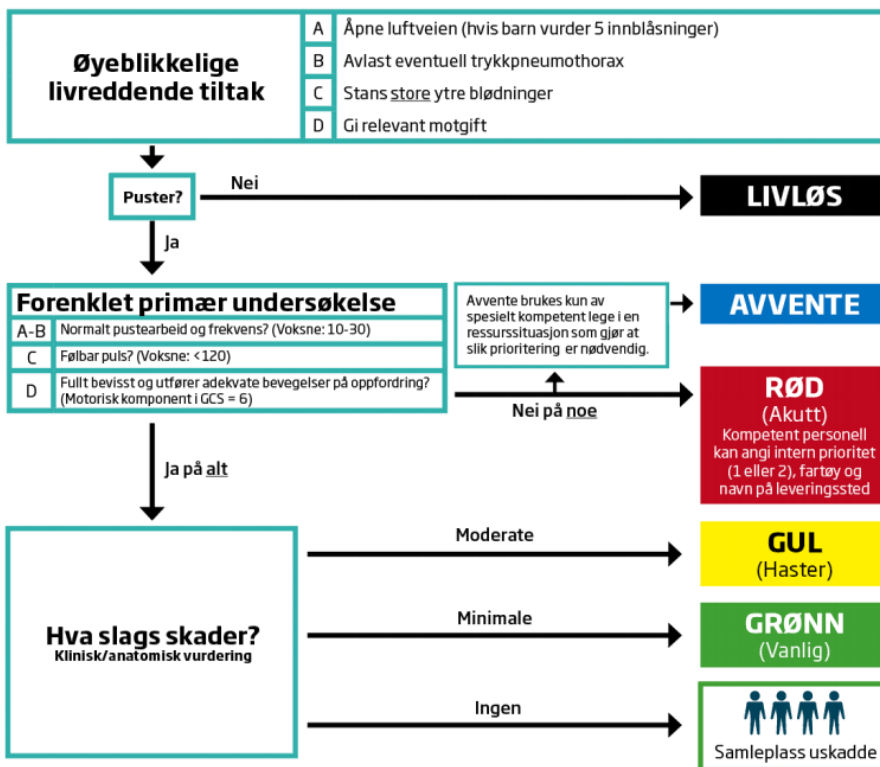 Øyeblikkelige
livreddende tiltak
A Åpne luftveien (hvis barn vurder 5 innblåsninger)
B Avlast eventuell trykkpneumothorax
C Stans store ytre blødninger
D Gi relevant motgift
Puster?
Nei
LIVLØS
Ja
Forenklet primær undersøkelse
A-B Normalt pustearbeid og frekvens? (Voksne: 10-30)
C Følbar puls? (Voksne: <120)
D Fullt bevisst og utfører adekvate bevegelser på oppfordring?
(Motorisk komponent i GCS = 6)
Avvente brukes kun av
spesielt kompetent lege i en
ressurssituasjon som gjør at
slik prioritering er nødvendig.
AVVENTE
Nei på noe
RØD
(Akutt)
Kompetent personell
kan angi intern prioritet
(1 eller 2), fartøy og
navn på leveringssted
Ja på alt
Hva slags skader?
Klinisk/anatomisk vurdering
Moderate
GUL
(Haster)
Minimale
GRØNN
(Vanlig)
Ingen
Samleplass uskadde